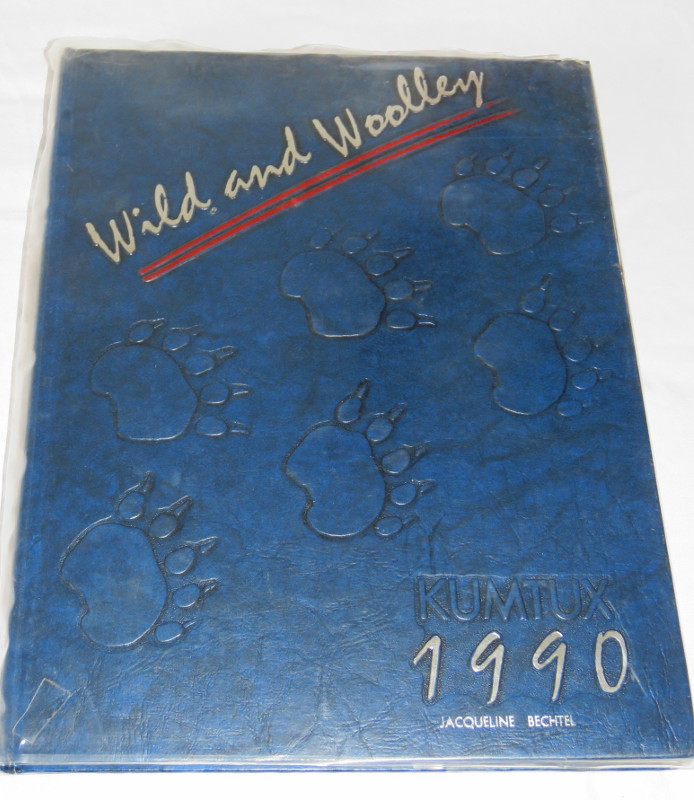 Wild and Woolley
KUMTUX
1990
JACQUELINE BECHTEL